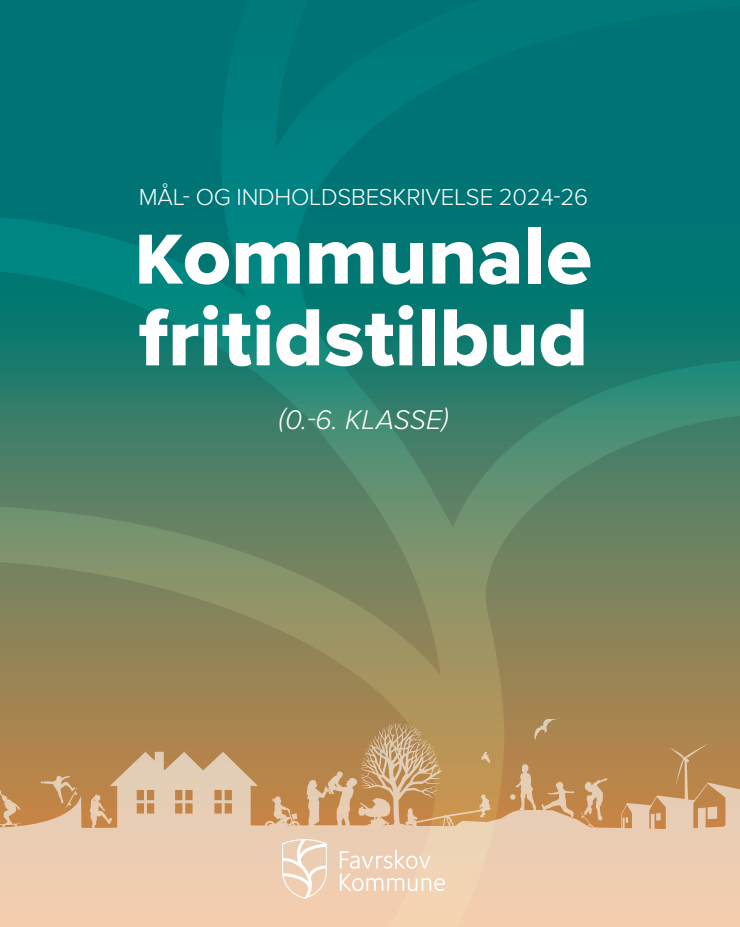 MÅL- OG INDHOLDSBESKRIVELSE 2024-26
Kommunale
fritidstilbud
(0.-6. KLASSE)
Favrskov
Kommune